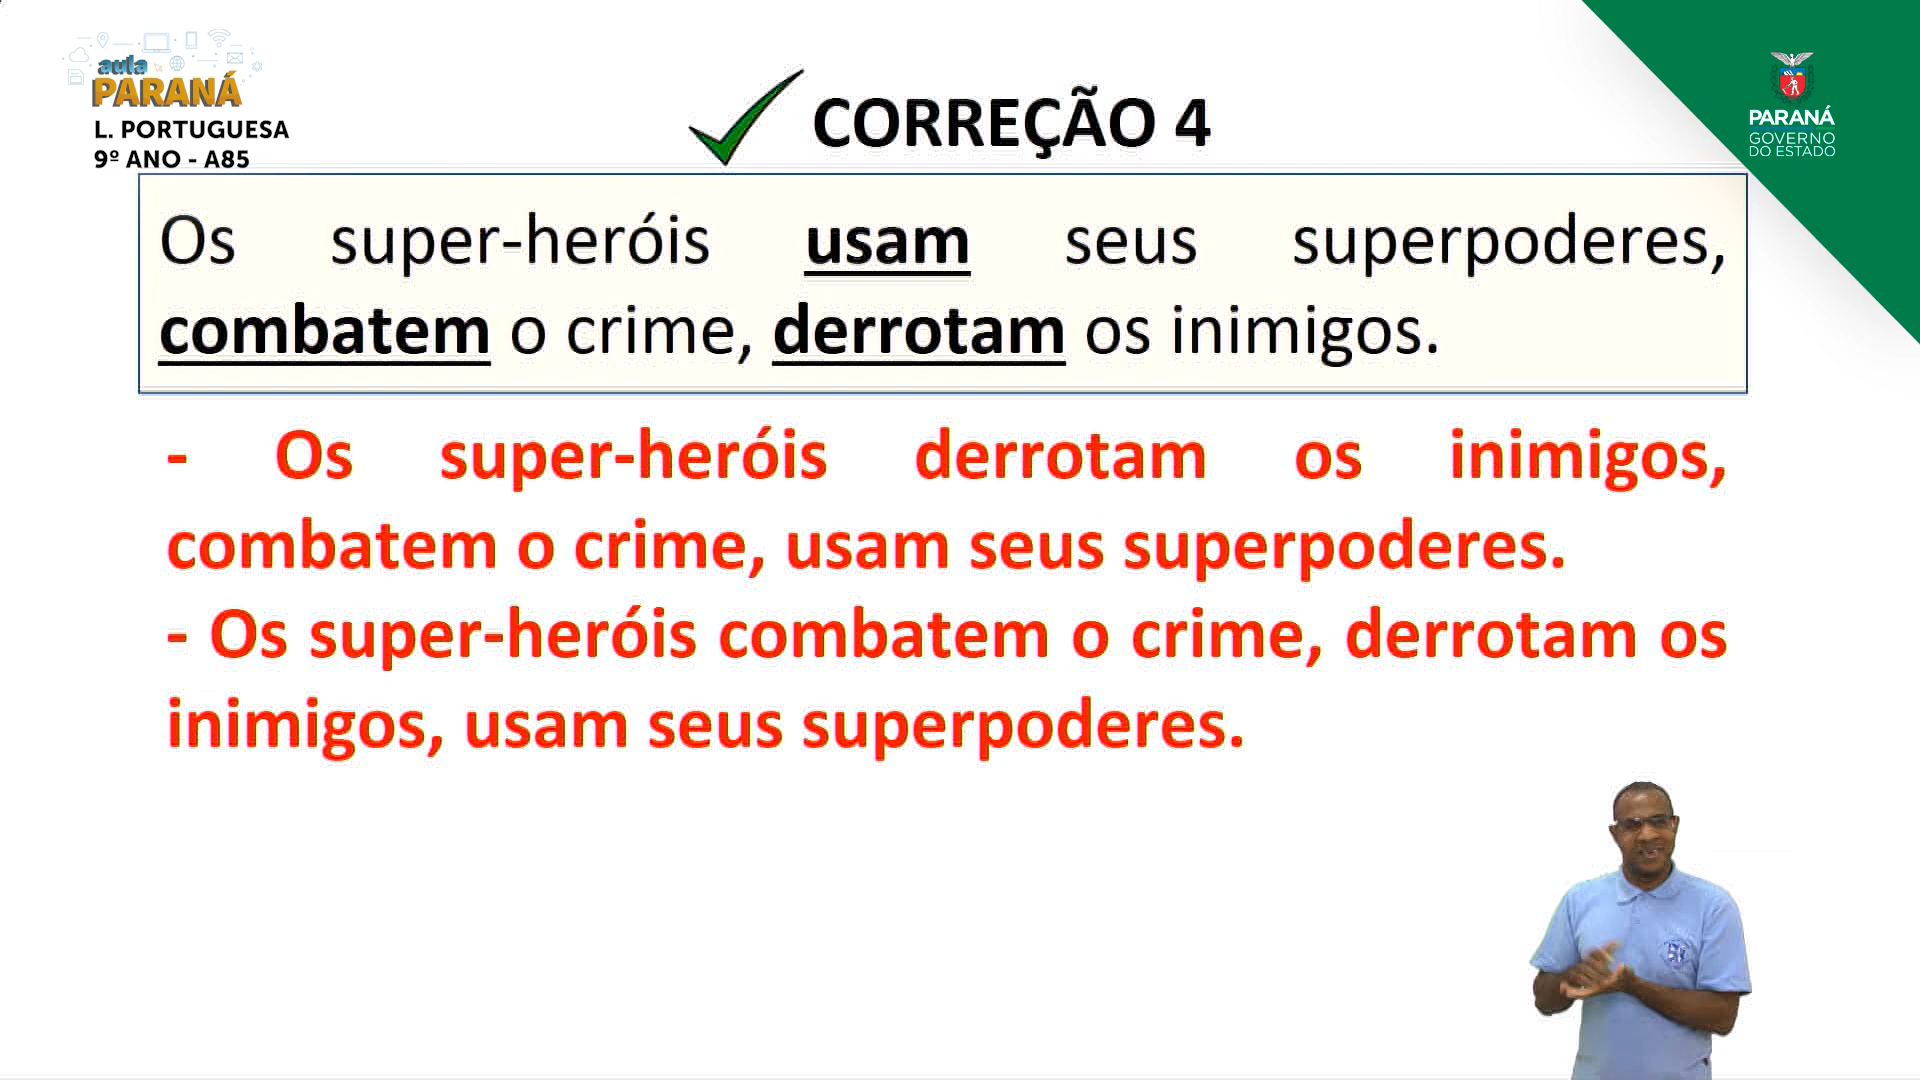 aula
PARANÁ
L. PORTUGUESA
9º ANO - A85
CORREÇÃO 4
PARANÁ
GOVERNO
DO ESTADO
Os super-heróis usam seus superpoderes,
combatem o crime, derrotam os inimigos.
- Os super-heróis derrotam os inimigos,
combatem o crime, usam seus superpoderes.
- Os super-heróis combatem o crime, derrotam os
inimigos, usam seus superpoderes.